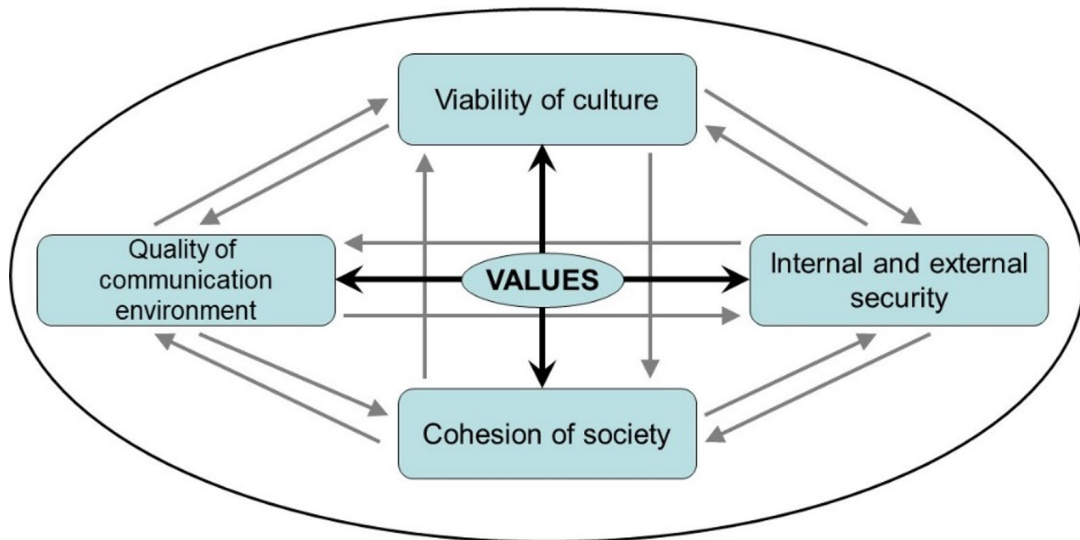 Viability of culture
Quality of
communication
environment
VALUES
Internal and external
security
Cohesion of society